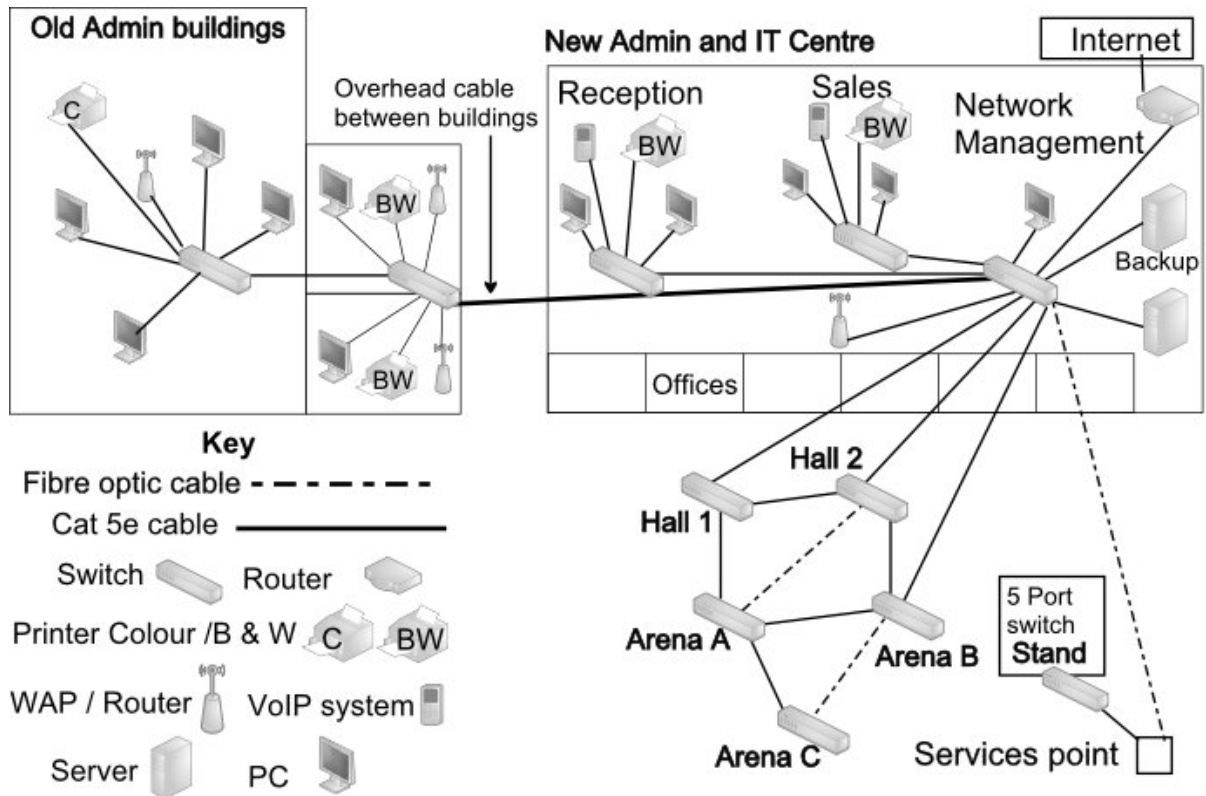 Old Admin buildings
C
BW
BW
Overhead cable
between buildings
New Admin and IT Centre
Internet
Reception
BW
Sales
BW
Network
Management
Backup
Offices
Hall 2
Hall 1
Arena A
Arena B
Arena C
5 Port
switch
Stand
Services point
Key
Fibre optic cable
Cat 5e cable
Switch
Router
Printer Colour /B & W
C
BW
WAP / Router
VoIP system
Server
PC